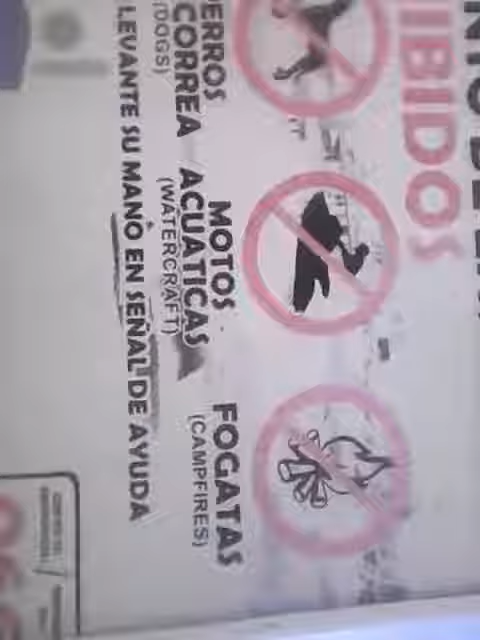 IBIDOS
PERROS
CORREA
(DOGS)
MOTOS
ACUATICAS
(WATERCRAFT)
FOGATAS
(CAMPFIRES)
LEVANTE SU MANO EN SEÑAL DE AYUDA